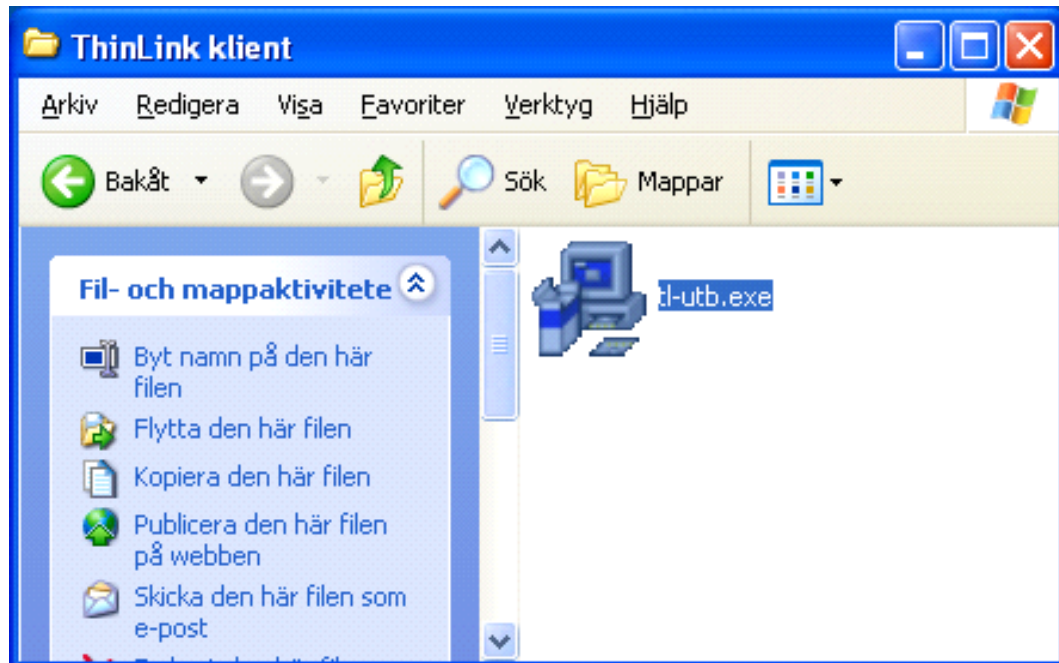 ThinLink klient
Arkiv Redigera Visa Favoriter Verktyg Hjälp
Bakåt Sök Mappar
Fil- och mappaktivitete
tl-utb.exe
Byt namn på den här
filen
Flytta den här filen
Kopiera den här filen
Publicera den här filen
på webben
Skicka den här filen som
e-post